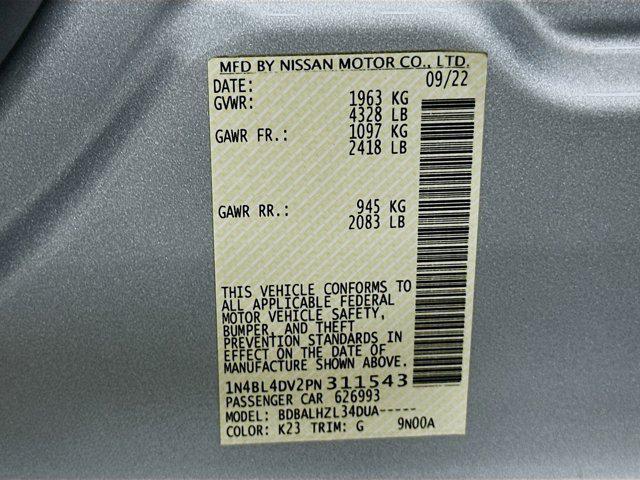 MFD BY NISSAN MOTOR CO., LTD.
DATE: 09/22
GVWR: 1963 KG
4328 LB
GAWR FR.: 1097 KG
2418 LB
GAWR RR.: 945 KG
2083 LB
THIS VEHICLE CONFORMS TO
ALL APPLICABLE FEDERAL
MOTOR VEHICLE SAFETY,
BUMPER, AND THEFT
PREVENTION STANDARDS IN
EFFECT ON THE DATE OF
MANUFACTURE SHOWN ABOVE.
1N4BL4DV2PN311543
PASSENGER CAR 626993
MODEL: BDBALHZL34DUA-----
COLOR: K23 TRIM: G 9N00A